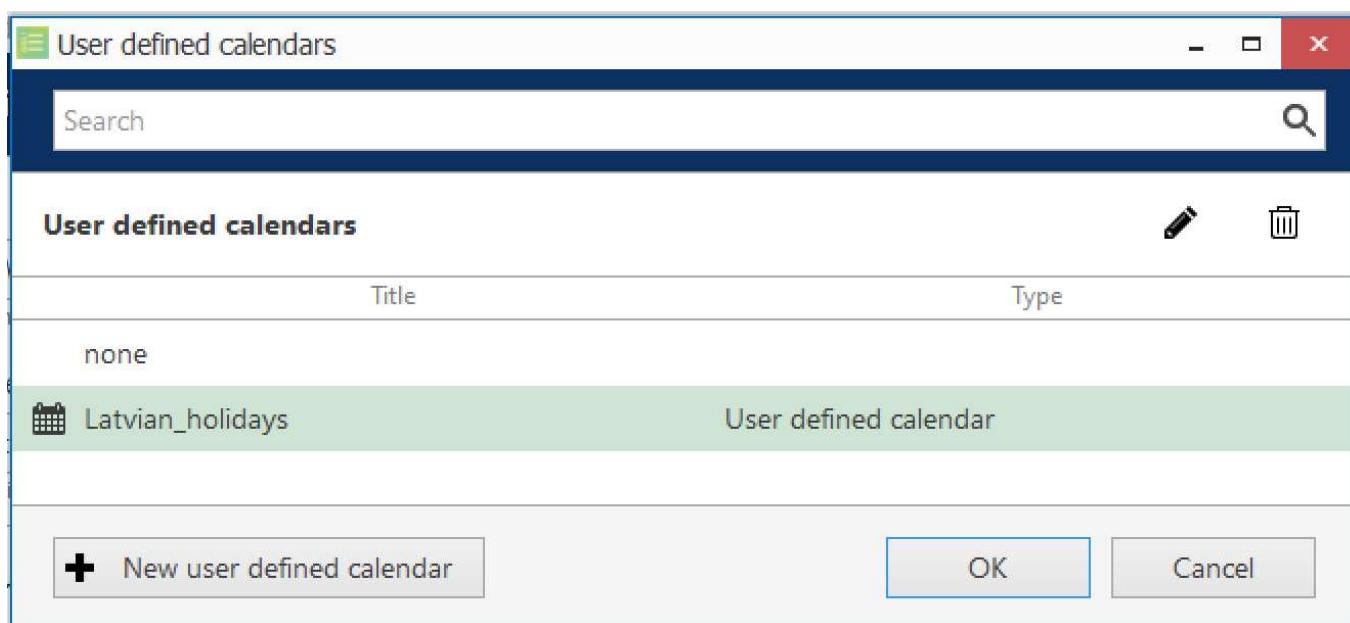 User defined calendars
Search
User defined calendars
Title Type
none
Latvian_holidays User defined calendar
New user defined calendar OK Cancel